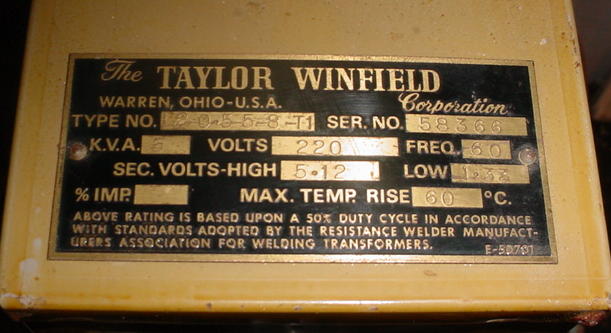 The TAYLOR WINFIELD
WARREN, OHIO-U.S.A. Corporation
TYPE NO. SER. NO. 58366
K.V.A. 5 VOLTS 220 FREQ. 60
SEC. VOLTS-HIGH 5.12 LOW
% IMP. MAX. TEMP. RISE 60 °C.
ABOVE RATING IS BASED UPON A 50% DUTY CYCLE IN ACCORDANCE
WITH STANDARDS ADOPTED BY THE RESISTANCE WELDER MANUFACT-
URERS ASSOCIATION FOR WELDING TRANSFORMERS.